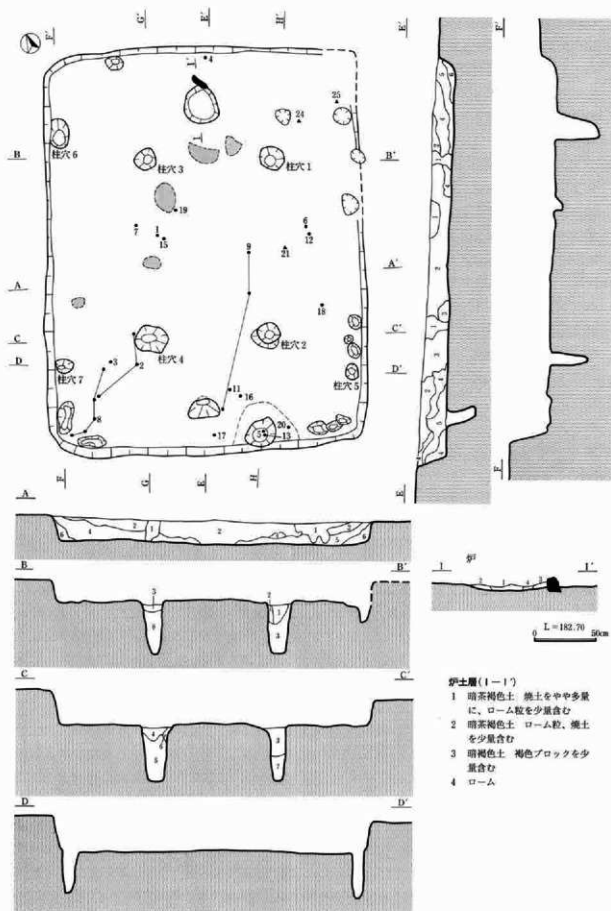 F′
G′
E′
H′
E′
F′
4
I′
25
24
柱穴 6
B
柱穴 3
I
柱穴 1
B′
19
7
1
15
6
12
9
21
A
A′
18
C
柱穴 4
柱穴 2
C′
D
3
2
D′
柱穴 7
柱穴 5
11
16
8
20
17
5
13
F
G
E
H
E
F
A
A′
B
B′
炉
I
I′
L=182.70
0 50cm
C
C′
D
D′
炉土層(I—I′)
1 暗茶褐色土 焼土をやや多量
に、ローム粒を少量含む
2 暗茶褐色土 ローム粒、焼土
を少量含む
3 暗褐色土 褐色ブロックを少
量含む
4 ローム